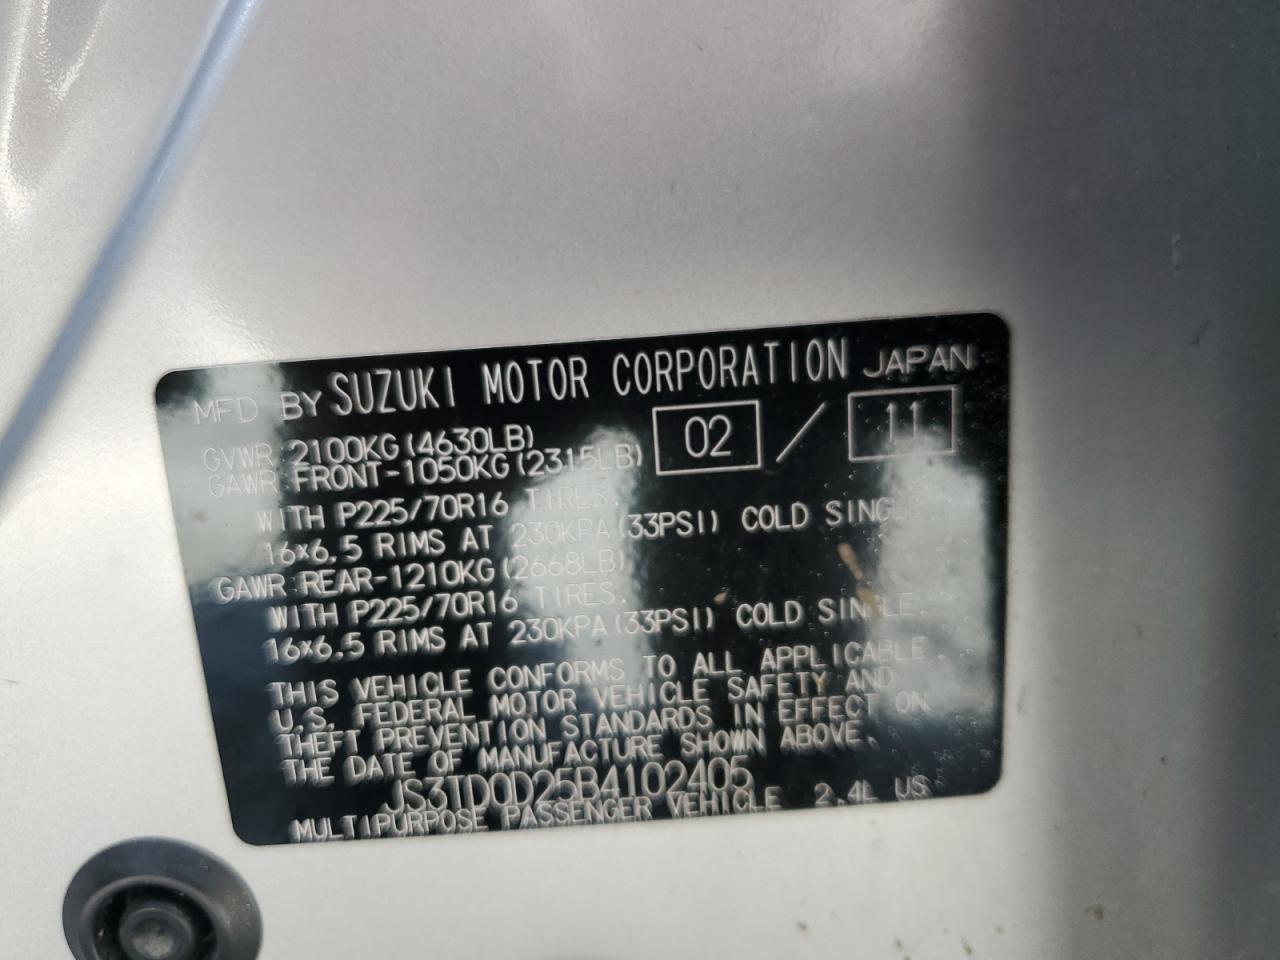 MFD BY SUZUKI MOTOR CORPORATION JAPAN
GVWR 2100KG(4630LB) 02 / 11
GAWR FRONT-1050KG(2315LB)
WITH P225/70R16 TIRES.
16×6.5 RIMS AT 230KPA(33PSI) COLD SINGLE
GAWR REAR-1210KG(2668LB)
WITH P225/70R16 TIRES.
16×6.5 RIMS AT 230KPA(33PSI) COLD SINGLE.
THIS VEHICLE CONFORMS TO ALL APPLICABLE
U.S. FEDERAL MOTOR VEHICLE SAFETY AND
THEFT PREVENTION STANDARDS IN EFFECT ON
THE DATE OF MANUFACTURE SHOWN ABOVE.
JS3TD0D25B4102405
MULTIPURPOSE PASSENGER VEHICLE 2.4L US